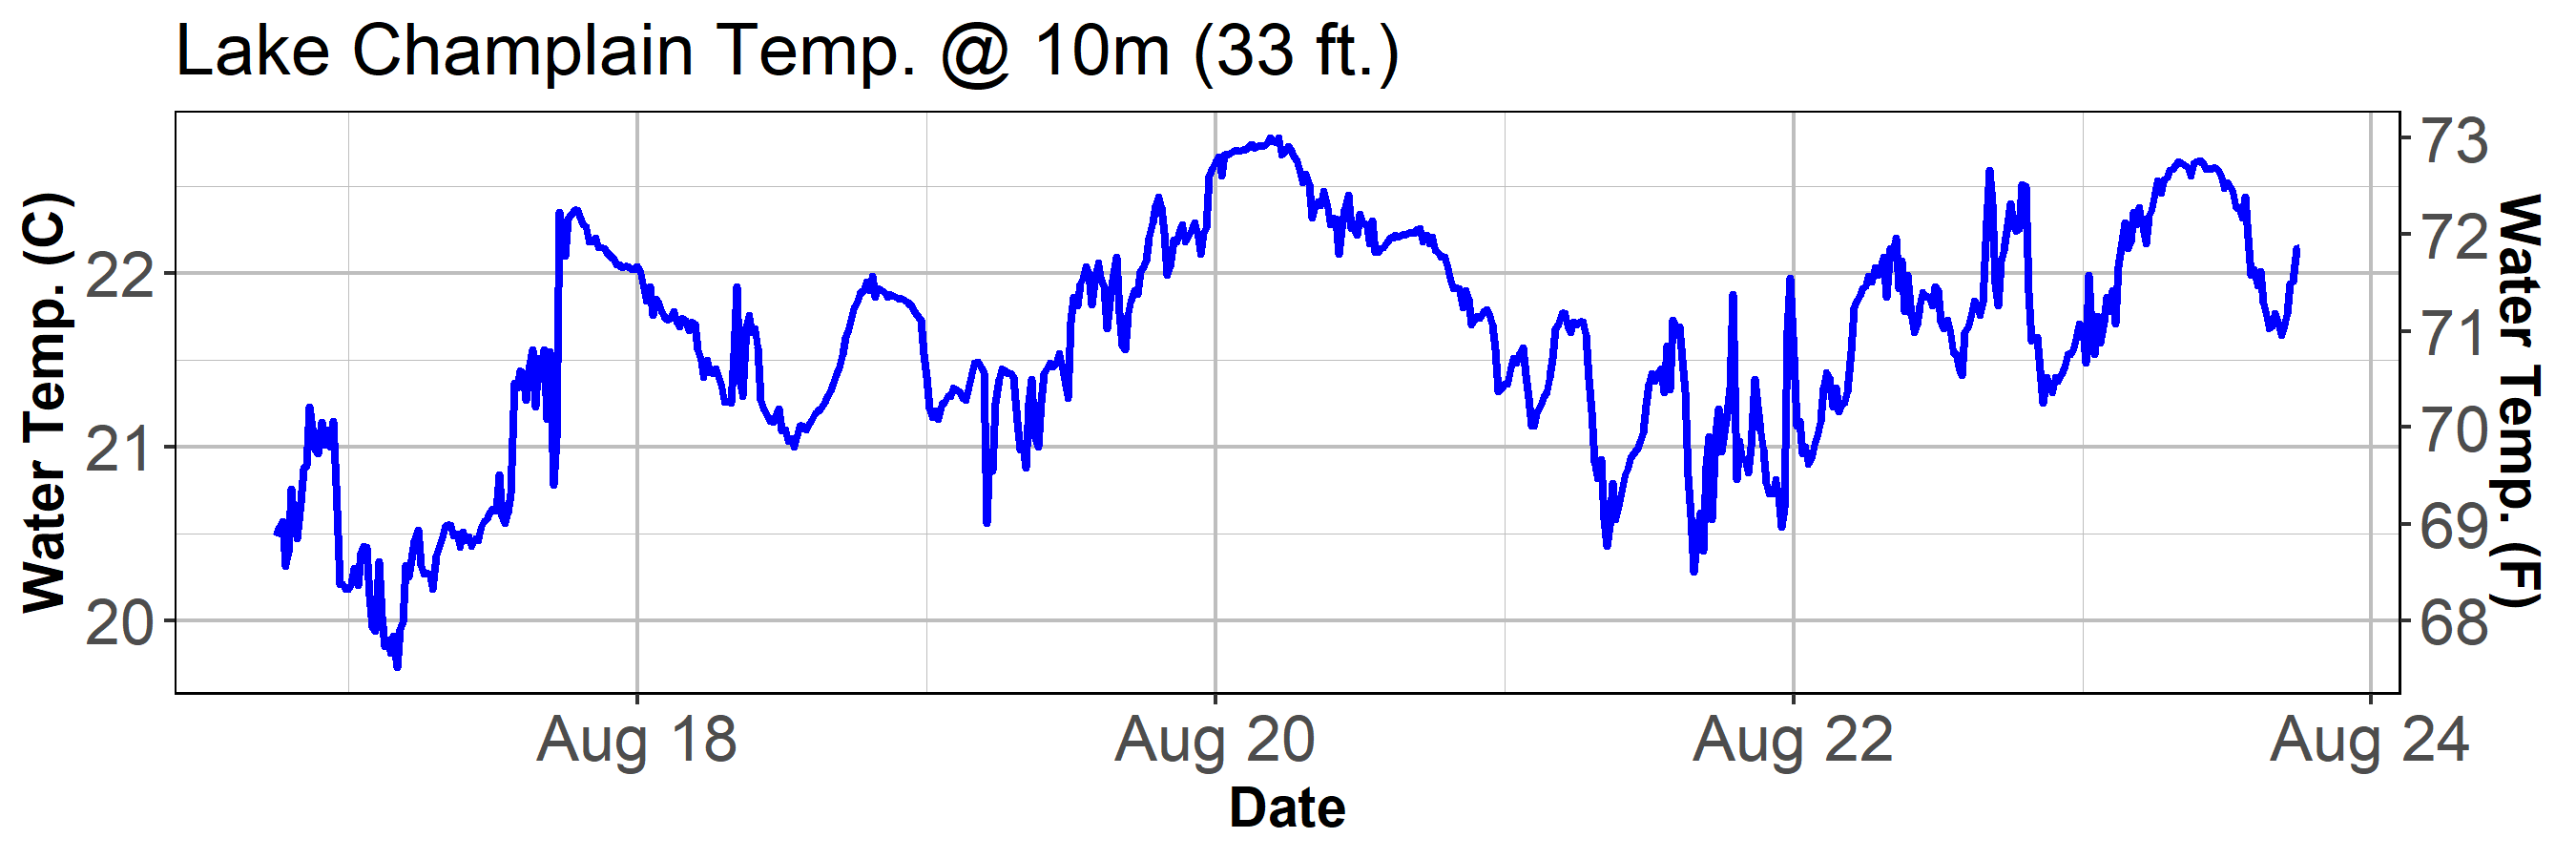 Lake Champlain Temp. @ 10m (33 ft.)
Water Temp. (C)
22
21
20
73
72
71
70
69
68
Water Temp. (F)
Aug 18
Aug 20
Aug 22
Aug 24
Date